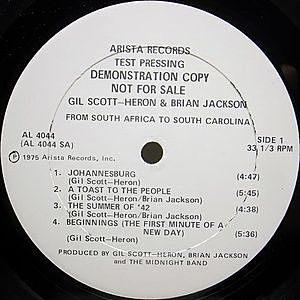 ARISTA RECORDS
TEST PRESSING
DEMONSTRATION COPY
NOT FOR SALE
GIL SCOTT—HERON & BRIAN JACKSON
FROM SOUTH AFRICA TO SOUTH CAROLINA
AL 4044
(AL 4044 SA)
SIDE 1
33 1/3 RPM
Ⓟ 1975 Arista Records, Inc.
1. JOHANNESBURG (4:47)
(Gil Scott-Heron)
2. A TOAST TO THE PEOPLE (5:45)
(Gil Scott-Heron/Brian Jackson)
3. THE SUMMER OF '42 (4:38)
(Gil Scott-Heron/Brian Jackson)
4. BEGINNINGS (THE FIRST MINUTE OF A
NEW DAY) (5:36)
(Gil Scott-Heron)
PRODUCED BY GIL SCOTT-HERON, BRIAN JACKSON
and THE MIDNIGHT BAND